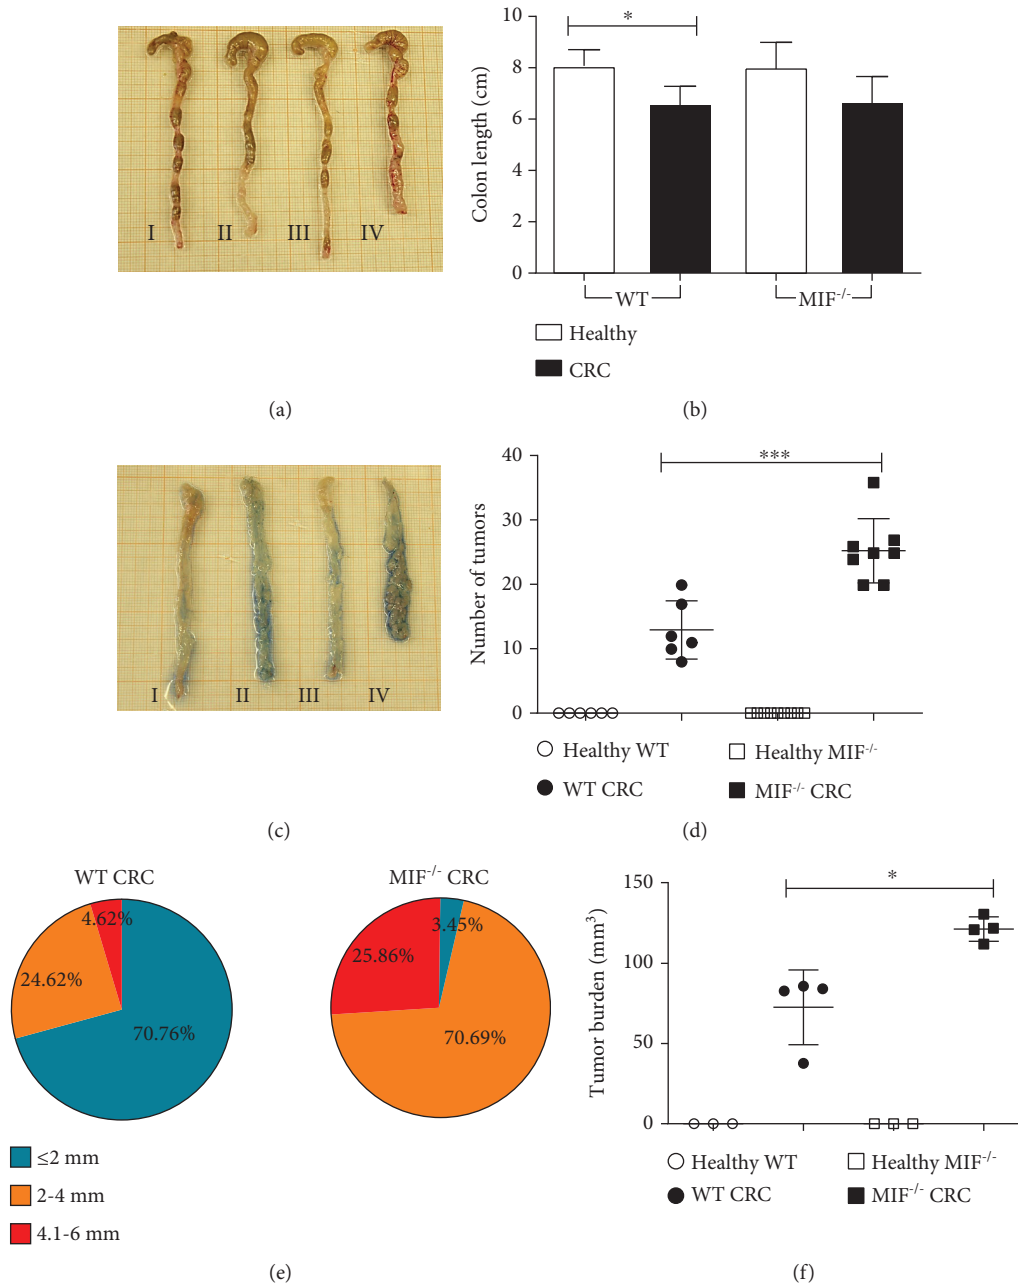 I
II
III
IV
(a)
10
8
6
4
2
0
Colon length (cm)
*
WT
MIF-/-
Healthy
CRC
(b)
I
II
III
IV
(c)
40
30
20
10
0
Number of tumors
***
Healthy WT
Healthy MIF-/-
WT CRC
MIF-/- CRC
(d)
WT CRC
4.62%
24.62%
70.76%
MIF-/- CRC
3.45%
25.86%
70.69%
≤2 mm
2-4 mm
4.1-6 mm
(e)
150
100
50
0
Tumor burden (mm3)
*
Healthy WT
Healthy MIF-/-
WT CRC
MIF-/- CRC
(f)